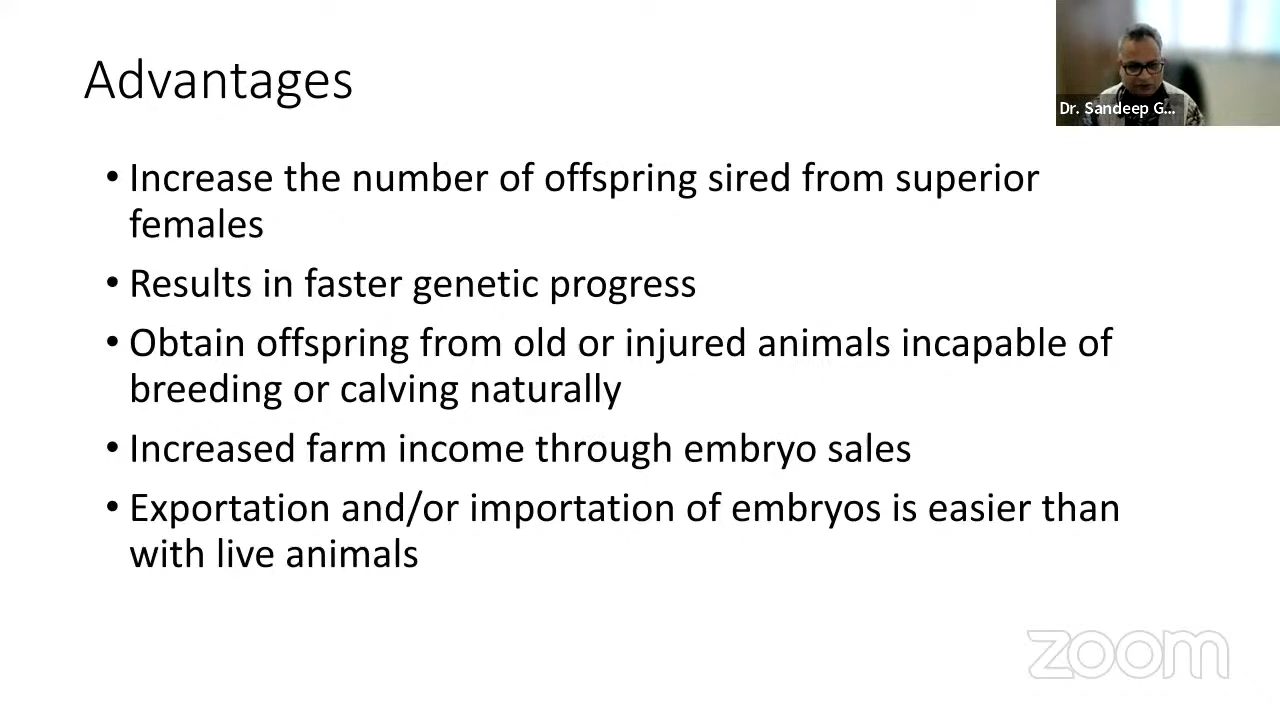 Advantages
Dr. Sandeep G...
• Increase the number of offspring sired from superior
females
• Results in faster genetic progress
• Obtain offspring from old or injured animals incapable of
breeding or calving naturally
• Increased farm income through embryo sales
• Exportation and/or importation of embryos is easier than
with live animals
zoom